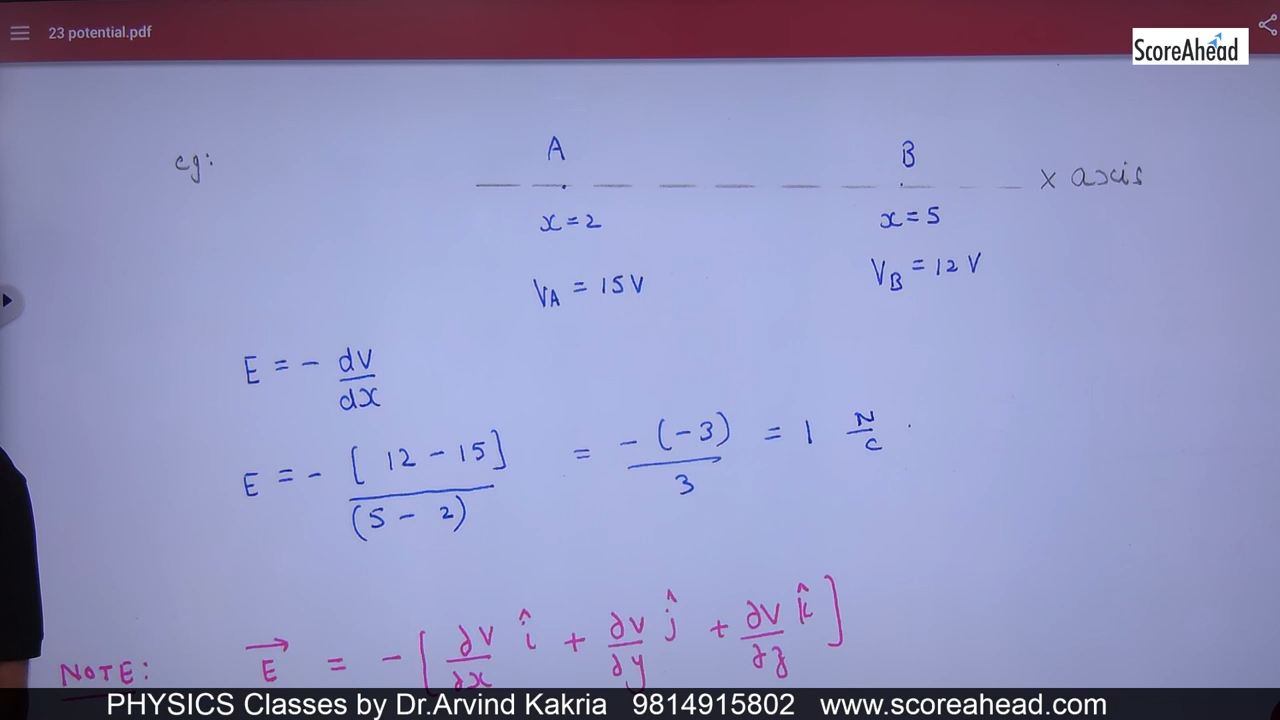 23 potential.pdf
ScoreAhead
eg:
A B
x axis
x = 2 x = 5
VA = 15V VB = 12 V
E = - dV/dx
E = - [12 - 15]/(5 - 2) = -(-3)/3 = 1 N/C
NOTE: E⃗ = - [ ∂V/∂x î + ∂V/∂y ĵ + ∂V/∂z k̂ ]
PHYSICS Classes by Dr.Arvind Kakria 9814915802 www.scoreahead.com